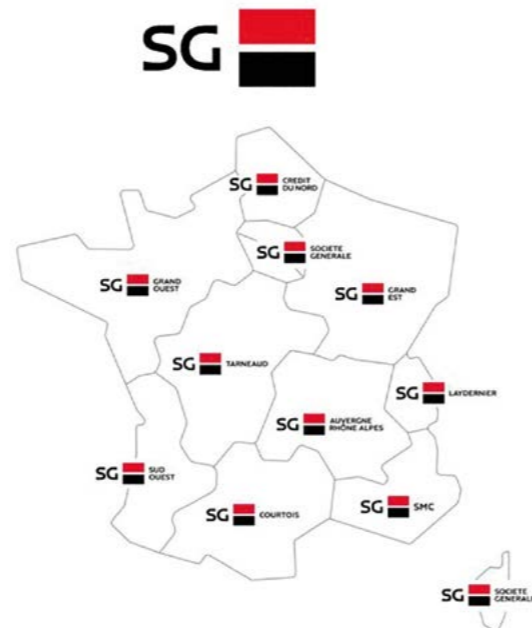 SG
SG CREDIT
DU NORD
SG SOCIETE
GENERALE
SG GRAND
OUEST
SG GRAND
EST
SG TARNEAUD
SG LAYDERNIER
SG AUVERGNE
RHÔNE ALPES
SG SUD
OUEST
SG COURTOIS
SG SMC
SG SOCIETE
GENERALE